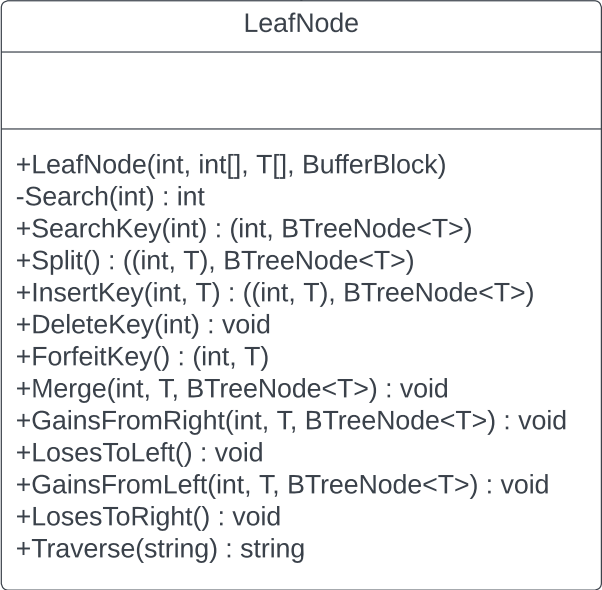 LeafNode
+LeafNode(int, int[], T[], BufferBlock)
-Search(int) : int
+SearchKey(int) : (int, BTreeNode<T>)
+Split() : ((int, T), BTreeNode<T>)
+InsertKey(int, T) : ((int, T), BTreeNode<T>)
+DeleteKey(int) : void
+ForfeitKey() : (int, T)
+Merge(int, T, BTreeNode<T>) : void
+GainsFromRight(int, T, BTreeNode<T>) : void
+LosesToLeft() : void
+GainsFromLeft(int, T, BTreeNode<T>) : void
+LosesToRight() : void
+Traverse(string) : string